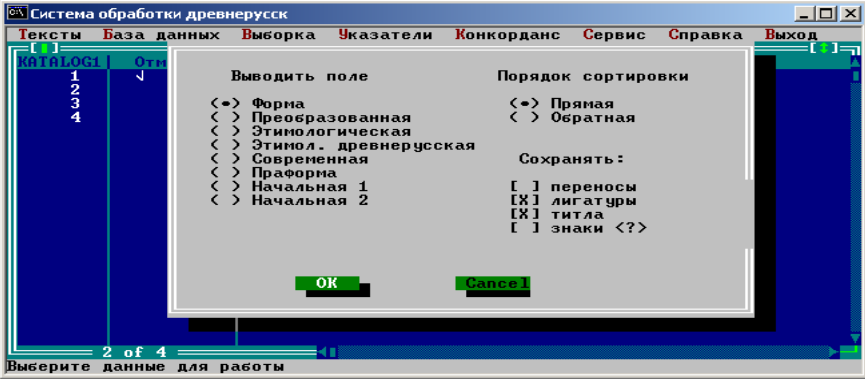 Система обработки древнерусск
Тексты База данных Выборка Указатели Конкорданс Сервис Справка Выход
KATALOG1 Отм
1 √
2
3
4
Выводить поле
(•) Форма
( ) Преобразованная
( ) Этимологическая
( ) Этимол. древнерусская
( ) Современная
( ) Праформа
( ) Начальная 1
( ) Начальная 2
Порядок сортировки
(•) Прямая
( ) Обратная
Сохранять:
[ ] переносы
[X] лигатуры
[X] титла
[ ] знаки <?>
OK Cancel
2 of 4
Выберите данные для работы